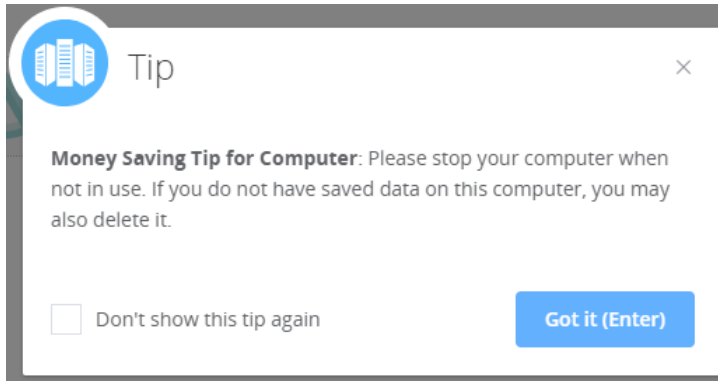 Tip
Money Saving Tip for Computer: Please stop your computer when
not in use. If you do not have saved data on this computer, you may
also delete it.
Don't show this tip again
Got it (Enter)